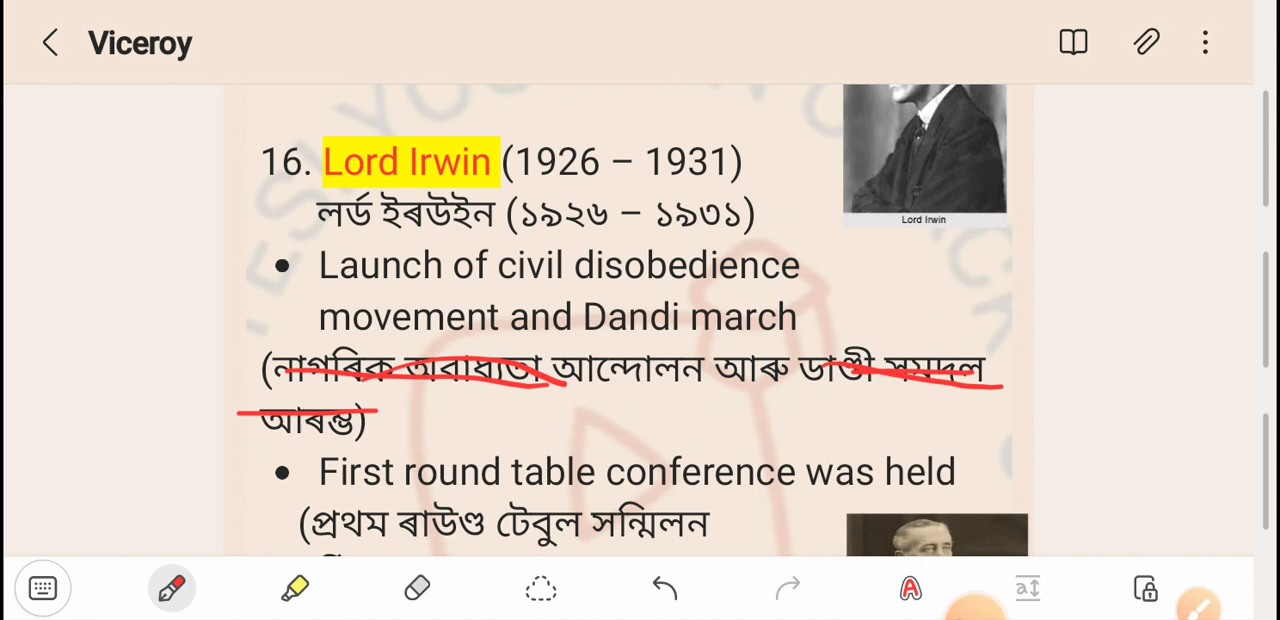 Viceroy
Lord Irwin
16. Lord Irwin (1926 – 1931)
লৰ্ড ইৰউইন (১৯২৬ – ১৯৩১)
• Launch of civil disobedience
movement and Dandi march
(নাগৰিক অবাধ্যতা আন্দোলন আৰু ডাণ্ডী সমদল
আৰম্ভ)
• First round table conference was held
(প্ৰথম ৰাউণ্ড টেবুল সন্মিলন